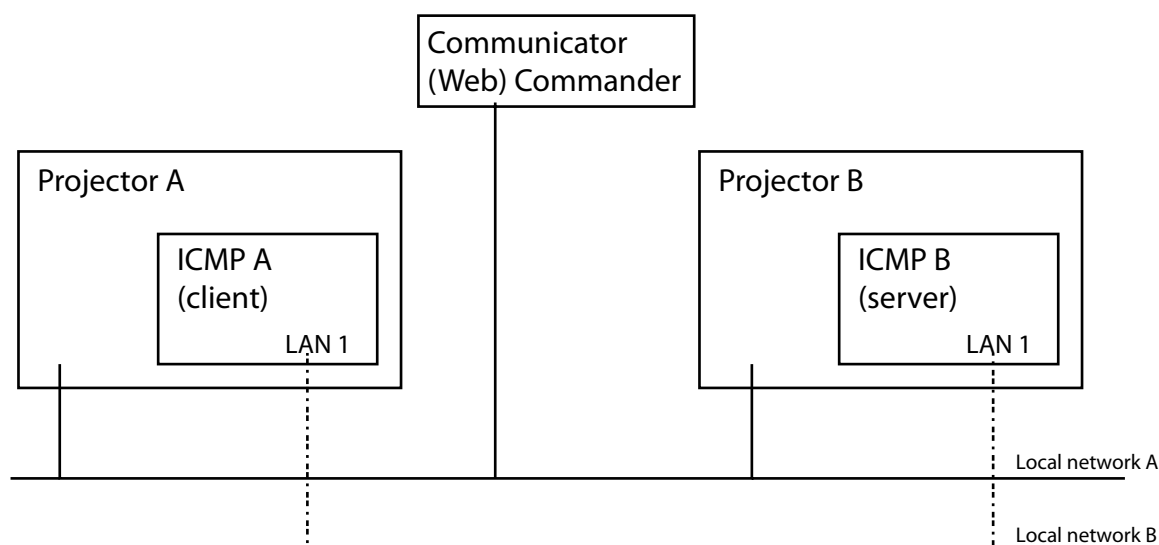 Communicator
(Web) Commander
Projector A
ICMP A
(client)
LAN 1
Projector B
ICMP B
(server)
LAN 1
Local network A
Local network B